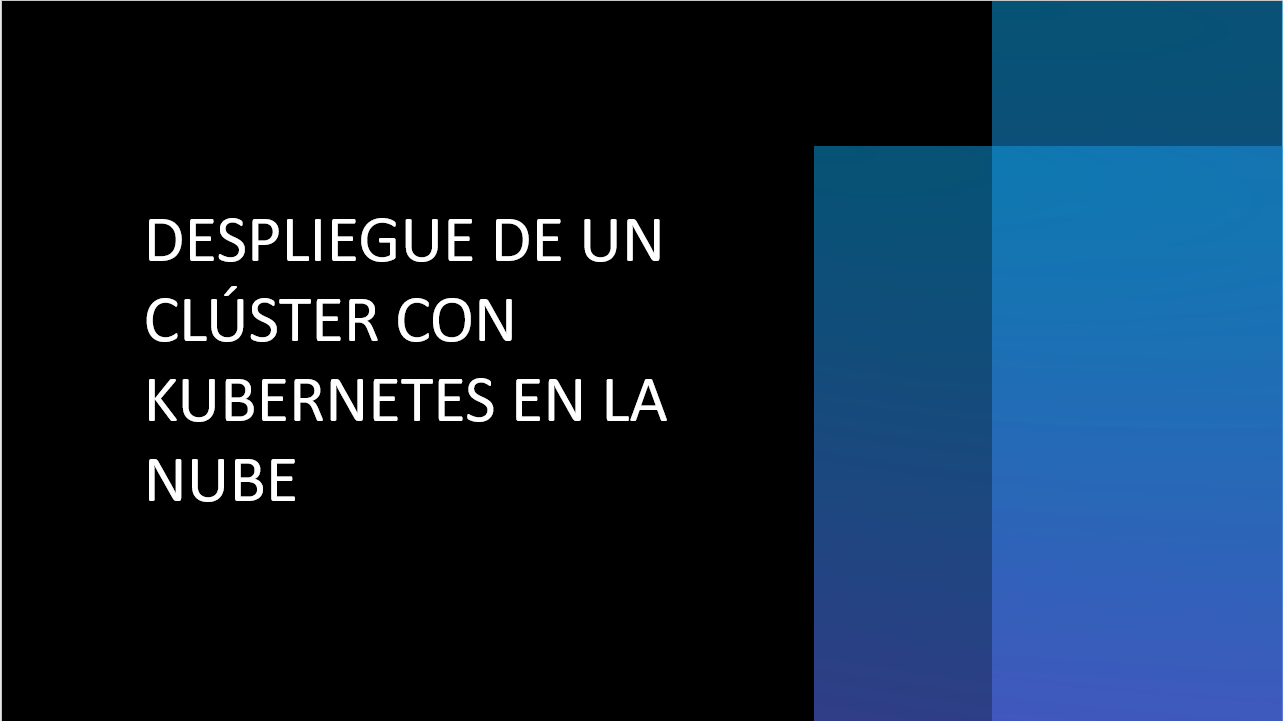 DESPLIEGUE DE UN
CLÚSTER CON
KUBERNETES EN LA
NUBE